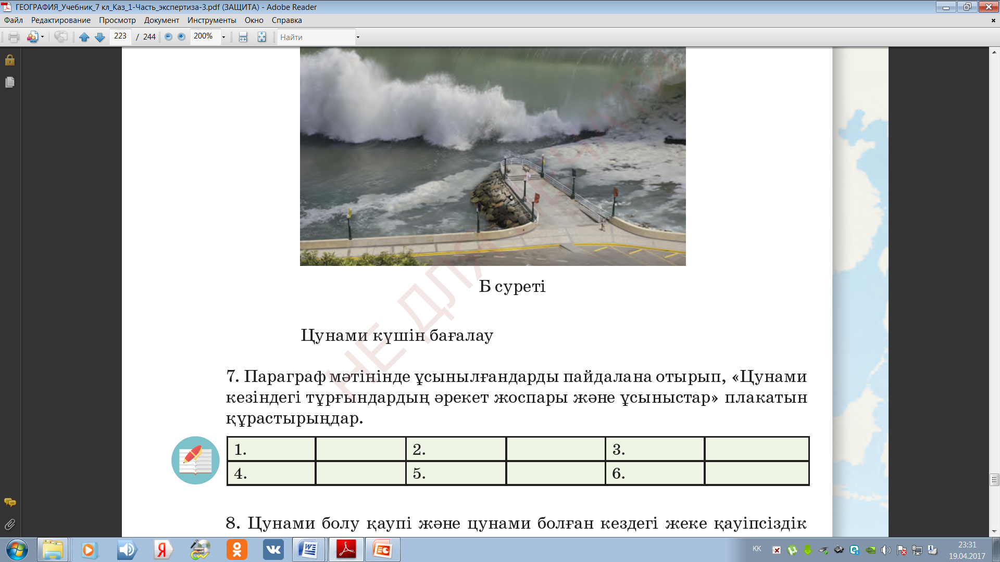 ГЕОГРАФИЯ_Учебник_7 кл_Каз_1-Часть_экспертиза-3.pdf (ЗАЩИТА) - Adobe Reader
Файл Редактирование Просмотр Документ Инструменты Окно Справка
223 / 244 200% Найти
Б суреті
Цунами күшін бағалау
7. Параграф мәтінінде ұсынылғандарды пайдалана отырып, «Цунами
кезіндегі тұрғындардың әрекет жоспары және ұсыныстар» плакатын
құрастырыңдар.
1. 2. 3.
4. 5. 6.
8. Цунами болу қаупі және цунами болған кездегі жеке қауіпсіздік
НЕ ДЛЯ
KK
23:31
19.04.2017